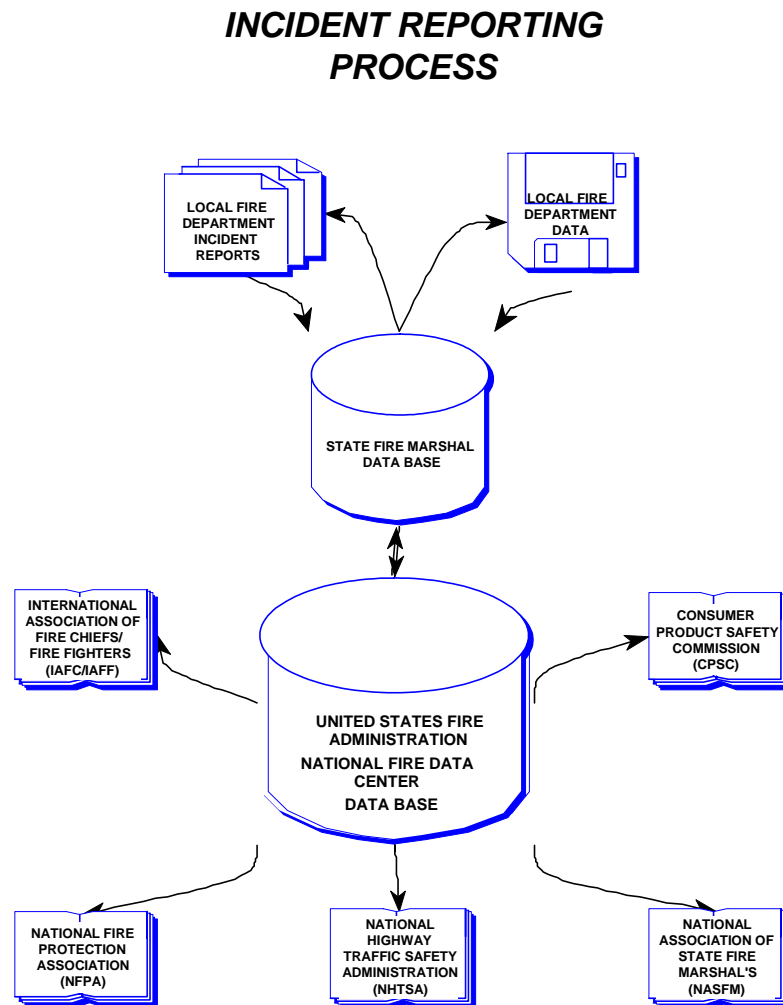 INCIDENT REPORTING
PROCESS
LOCAL FIRE
DEPARTMENT
INCIDENT
REPORTS
LOCAL FIRE
DEPARTMENT
DATA
STATE FIRE MARSHAL
DATA BASE
INTERNATIONAL
ASSOCIATION OF
FIRE CHIEFS/
FIRE FIGHTERS
(IAFC/IAFF)
CONSUMER
PRODUCT SAFETY
COMMISSION
(CPSC)
UNITED STATES FIRE
ADMINISTRATION
NATIONAL FIRE DATA
CENTER
DATA BASE
NATIONAL FIRE
PROTECTION
ASSOCIATION
(NFPA)
NATIONAL
HIGHWAY
TRAFFIC SAFETY
ADMINISTRATION
(NHTSA)
NATIONAL
ASSOCIATION OF
STATE FIRE
MARSHAL'S
(NASFM)